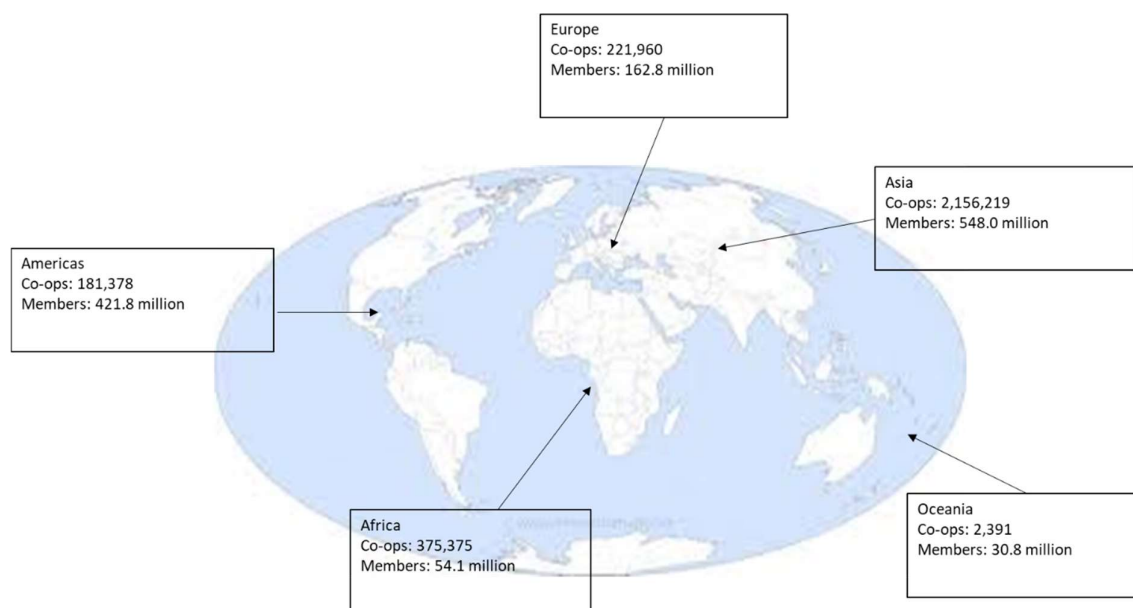 Europe
Co-ops: 221,960
Members: 162.8 million
Asia
Co-ops: 2,156,219
Members: 548.0 million
Americas
Co-ops: 181,378
Members: 421.8 million
Africa
Co-ops: 375,375
Members: 54.1 million
Oceania
Co-ops: 2,391
Members: 30.8 million